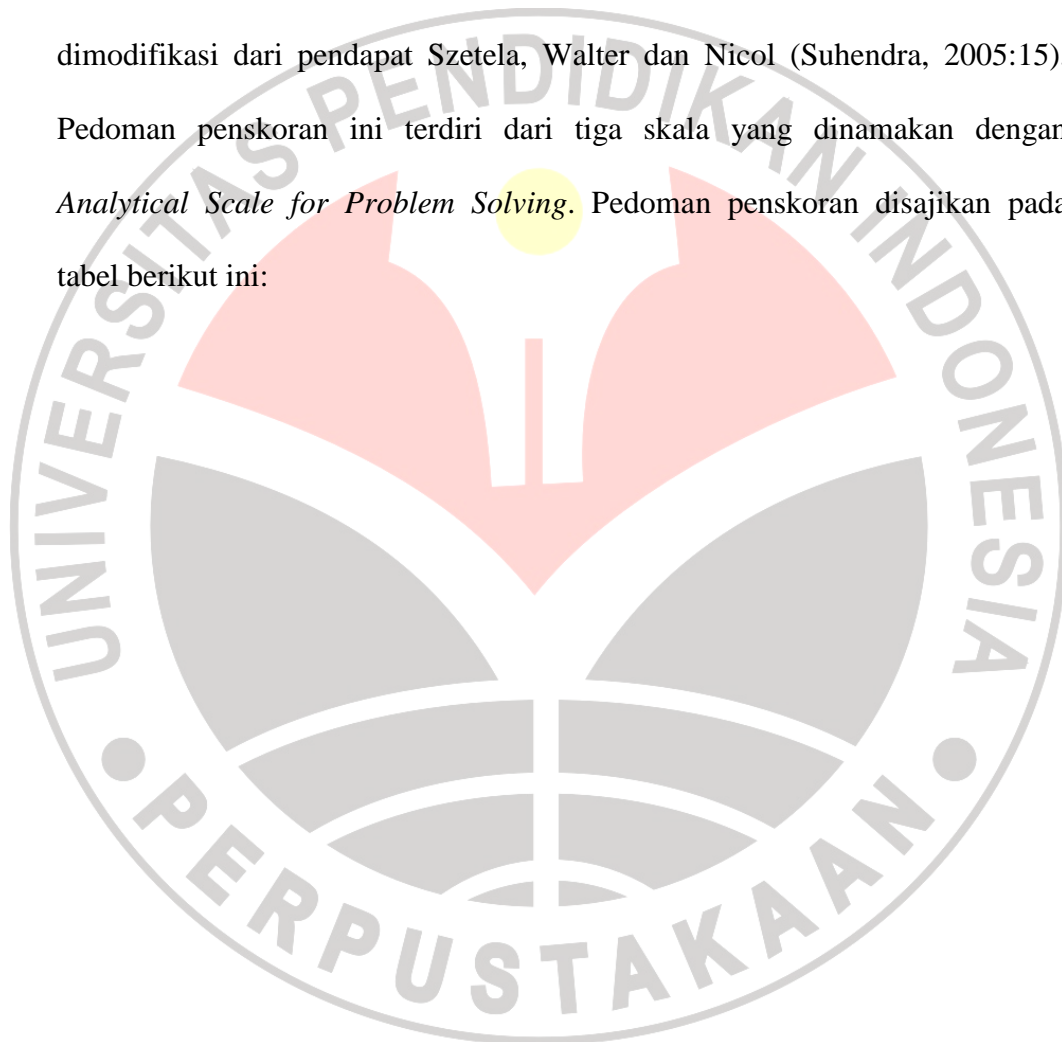 dimodifikasi dari pendapat Szetela, Walter dan Nicol (Suhendra, 2005:15)
Pedoman penskoran ini terdiri dari tiga skala yang dinamakan dengan
Analytical Scale for Problem Solving. Pedoman penskoran disajikan pada
tabel berikut ini:
UNIVERSITAS PENDIDIKAN INDONESIA
PERPUSTAKAAN